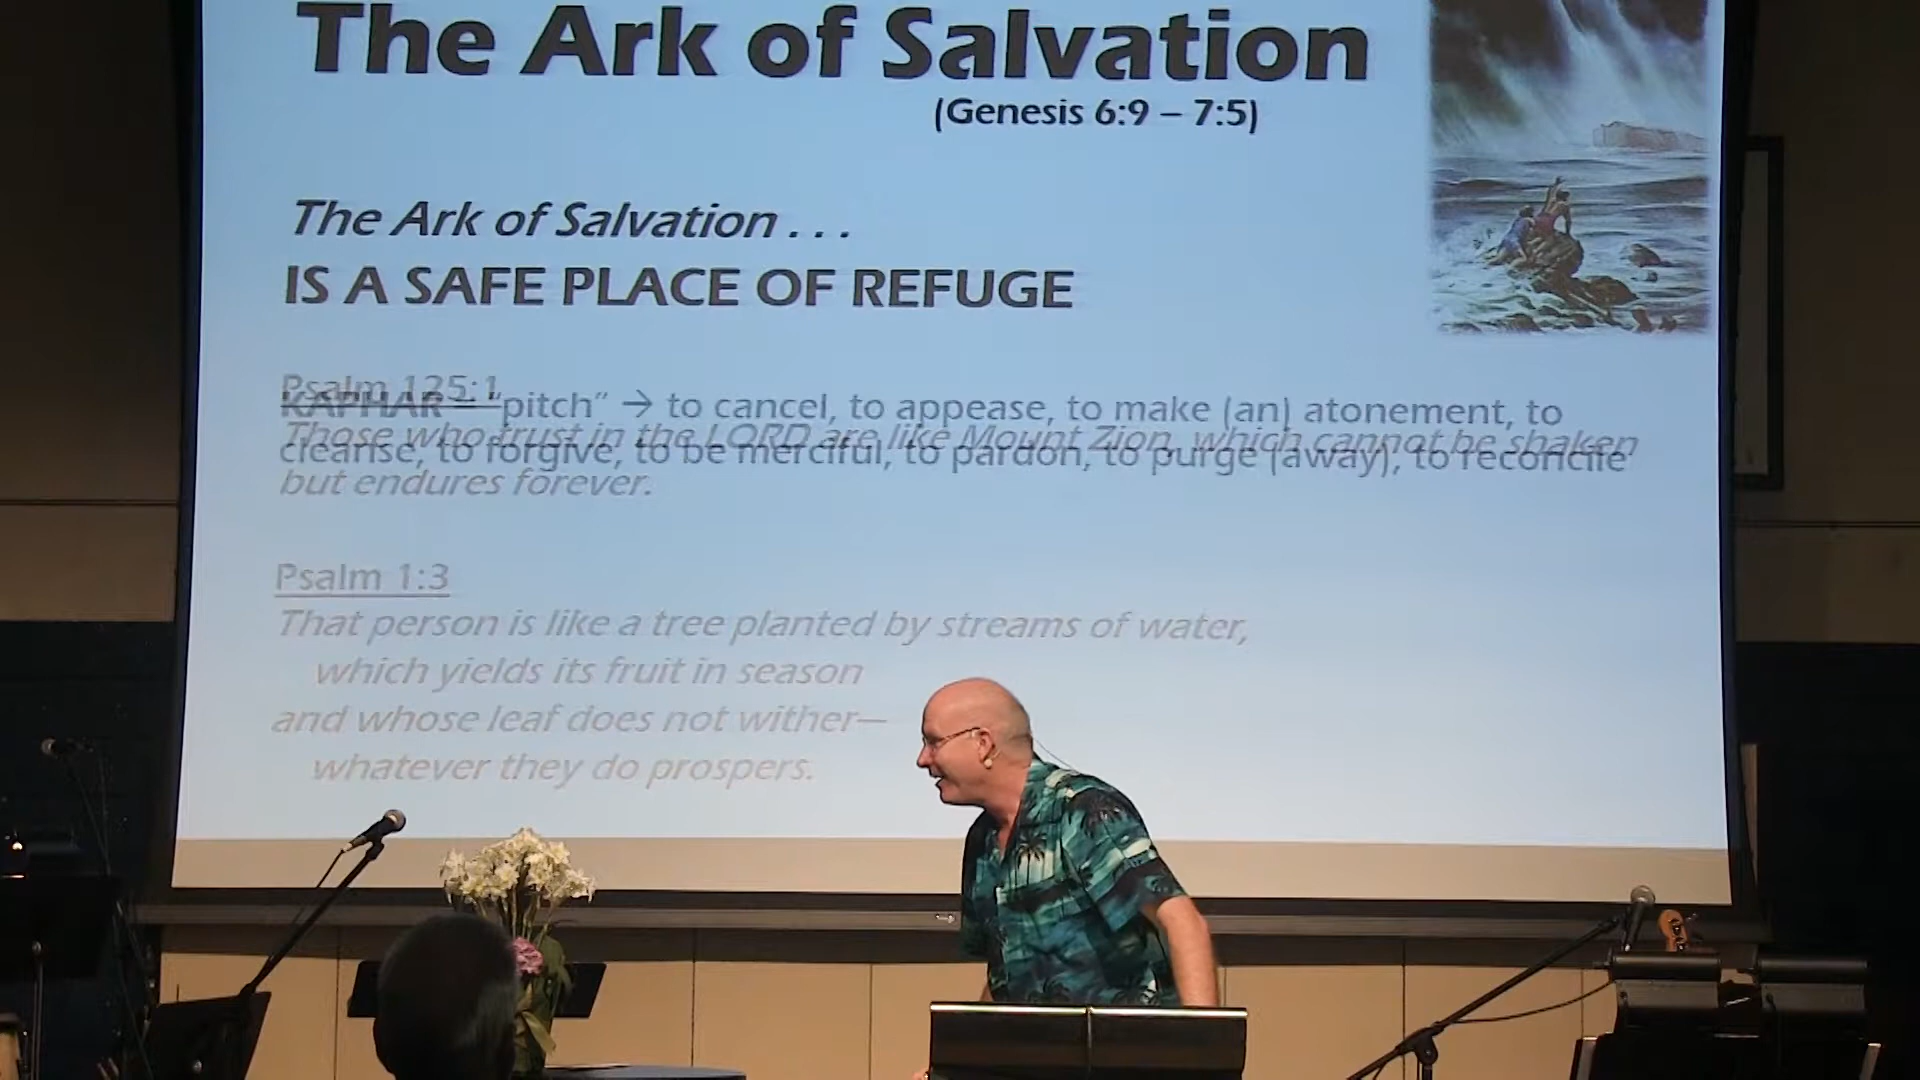 The Ark of Salvation
(Genesis 6:9 – 7:5)
The Ark of Salvation . . .
IS A SAFE PLACE OF REFUGE
Psalm 125:1
KAPHAR – “pitch” → to cancel, to appease, to make (an) atonement, to
Those who trust in the LORD are like Mount Zion, which cannot be shaken
cleanse, to forgive, to be merciful, to pardon, to purge (away), to reconcile
but endures forever.
Psalm 1:3
That person is like a tree planted by streams of water,
which yields its fruit in season
and whose leaf does not wither—
whatever they do prospers.